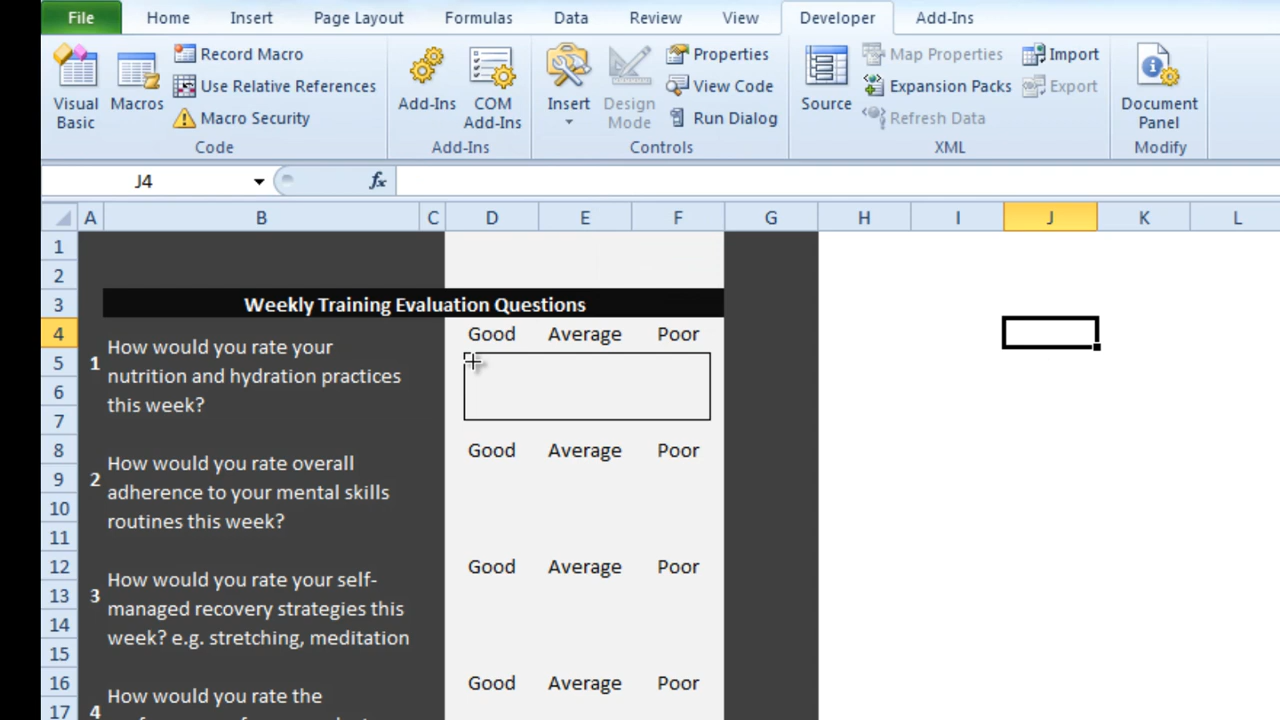 File Home Insert Page Layout Formulas Data Review View Developer Add-Ins
Visual Basic
Macros
Record Macro
Use Relative References
Macro Security
Code
Add-Ins
COM Add-Ins
Add-Ins
Insert
Design Mode
Properties
View Code
Run Dialog
Controls
Source
Map Properties
Expansion Packs
Refresh Data
Import
Export
XML
Document Panel
Modify
J4 fx
A B C D E F G H I J K L
1
2
3 Weekly Training Evaluation Questions
4 Good Average Poor
How would you rate your
5 1
nutrition and hydration practices
6
this week?
7
8 Good Average Poor
How would you rate overall
9 2
adherence to your mental skills
10
routines this week?
11
12 Good Average Poor
How would you rate your self-
13 3
managed recovery strategies this
14
week? e.g. stretching, meditation
15
16 Good Average Poor
How would you rate the
17 4